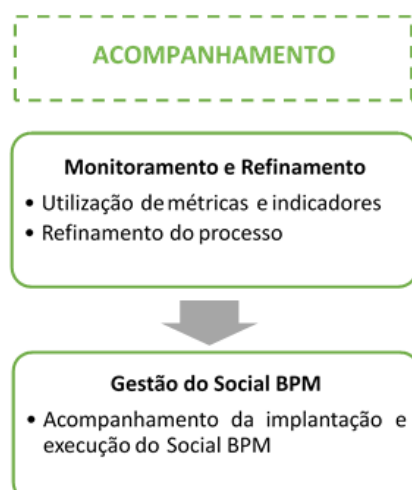 ACOMPANHAMENTO
Monitoramento e Refinamento
• Utilização de métricas e indicadores
• Refinamento do processo
Gestão do Social BPM
• Acompanhamento da implantação e
execução do Social BPM